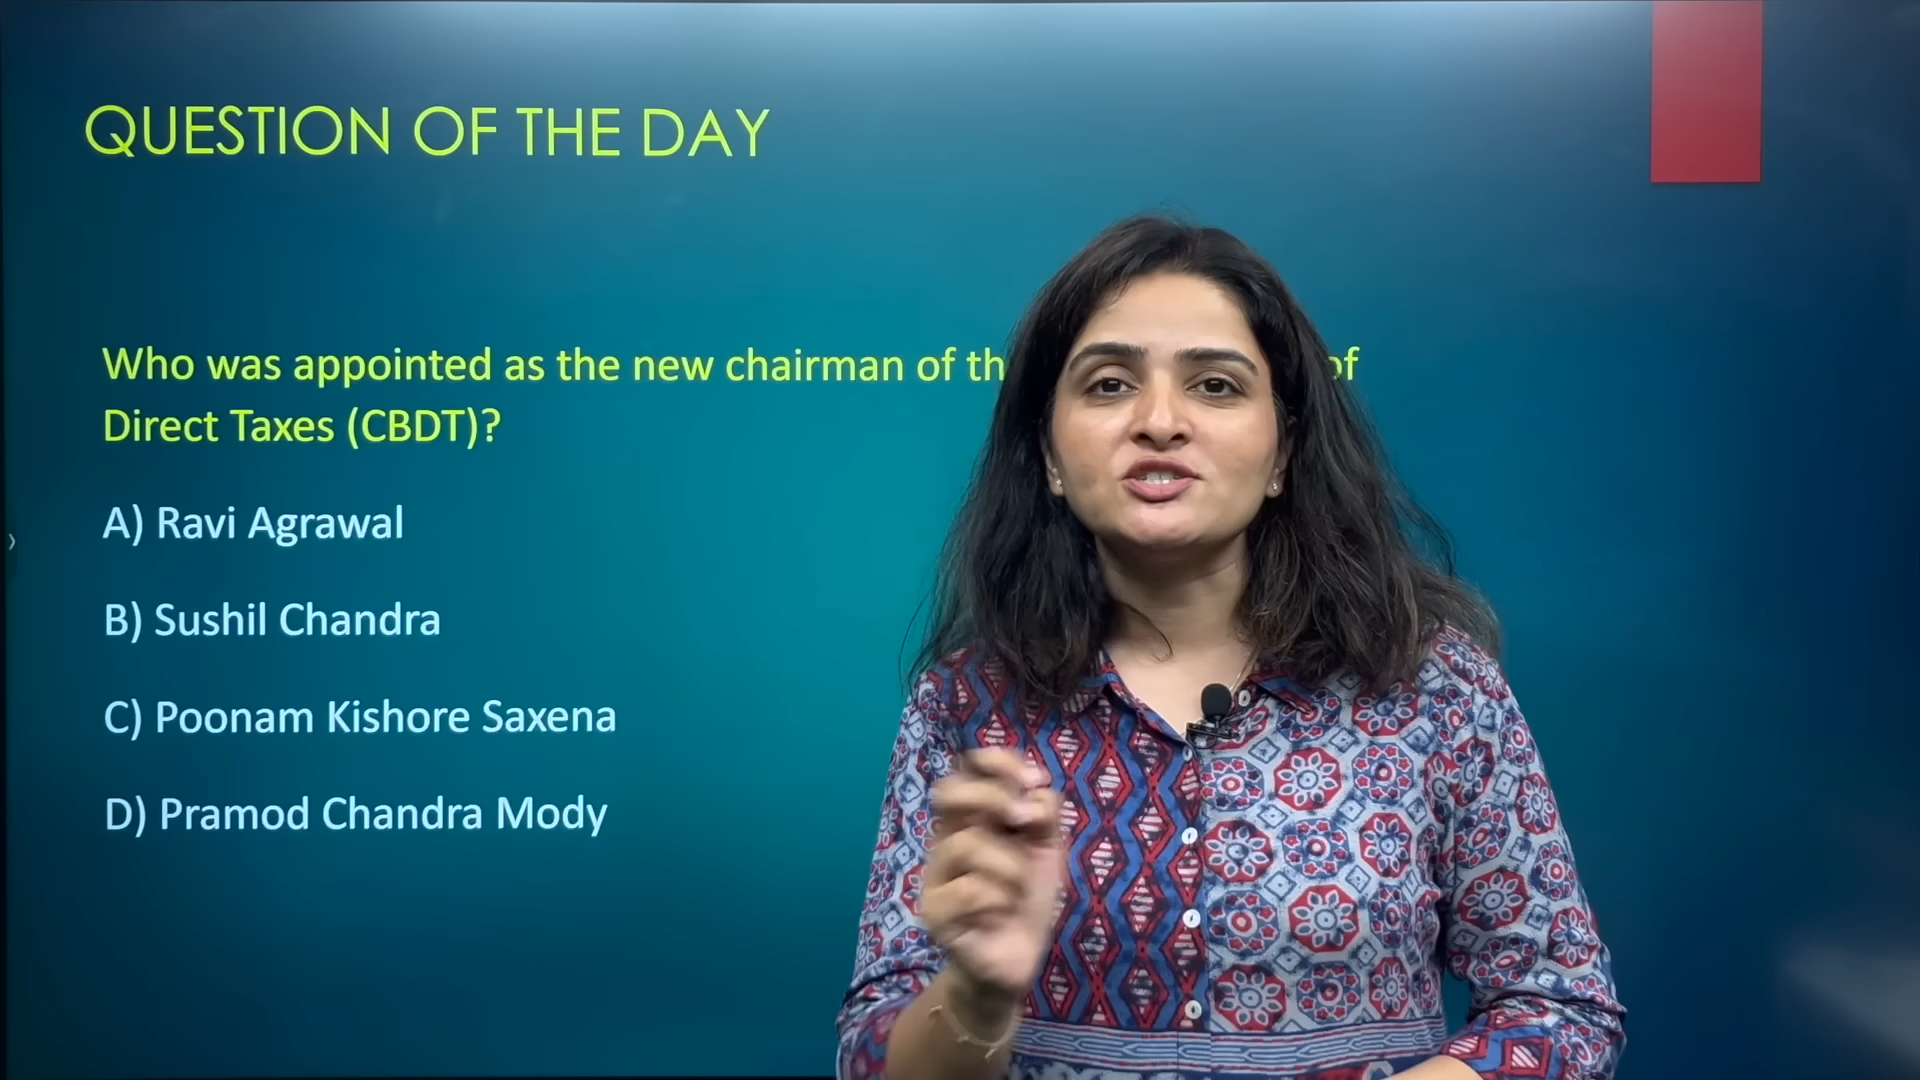 QUESTION OF THE DAY
Who was appointed as the new chairman of of
Direct Taxes (CBDT)?
A) Ravi Agrawal
B) Sushil Chandra
C) Poonam Kishore Saxena
D) Pramod Chandra Mody